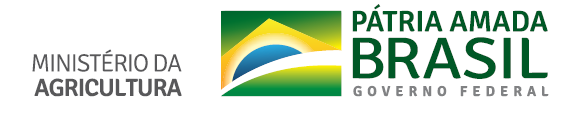 MINISTÉRIO DA
AGRICULTURA
PÁTRIA AMADA
BRASIL
GOVERNO FEDERAL